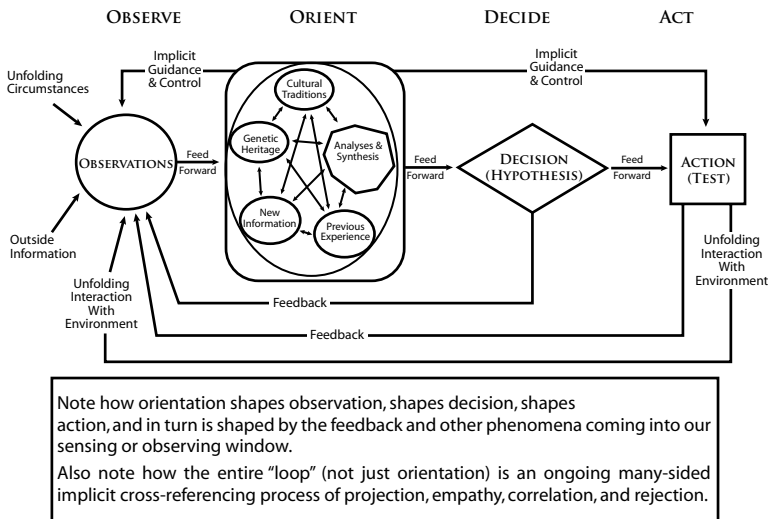 OBSERVE
ORIENT
DECIDE
ACT
Implicit
Guidance
& Control
Implicit
Guidance
& Control
Unfolding
Circumstances
Cultural
Traditions
Genetic
Heritage
Analyses &
Synthesis
OBSERVATIONS
Feed
Forward
Feed
Forward
DECISION
(HYPOTHESIS)
Feed
Forward
ACTION
(TEST)
New
Information
Previous
Experience
Outside
Information
Unfolding
Interaction
With
Environment
Unfolding
Interaction
With
Environment
Feedback
Feedback
Note how orientation shapes observation, shapes decision, shapes
action, and in turn is shaped by the feedback and other phenomena coming into our
sensing or observing window.
Also note how the entire “loop” (not just orientation) is an ongoing many-sided
implicit cross-referencing process of projection, empathy, correlation, and rejection.